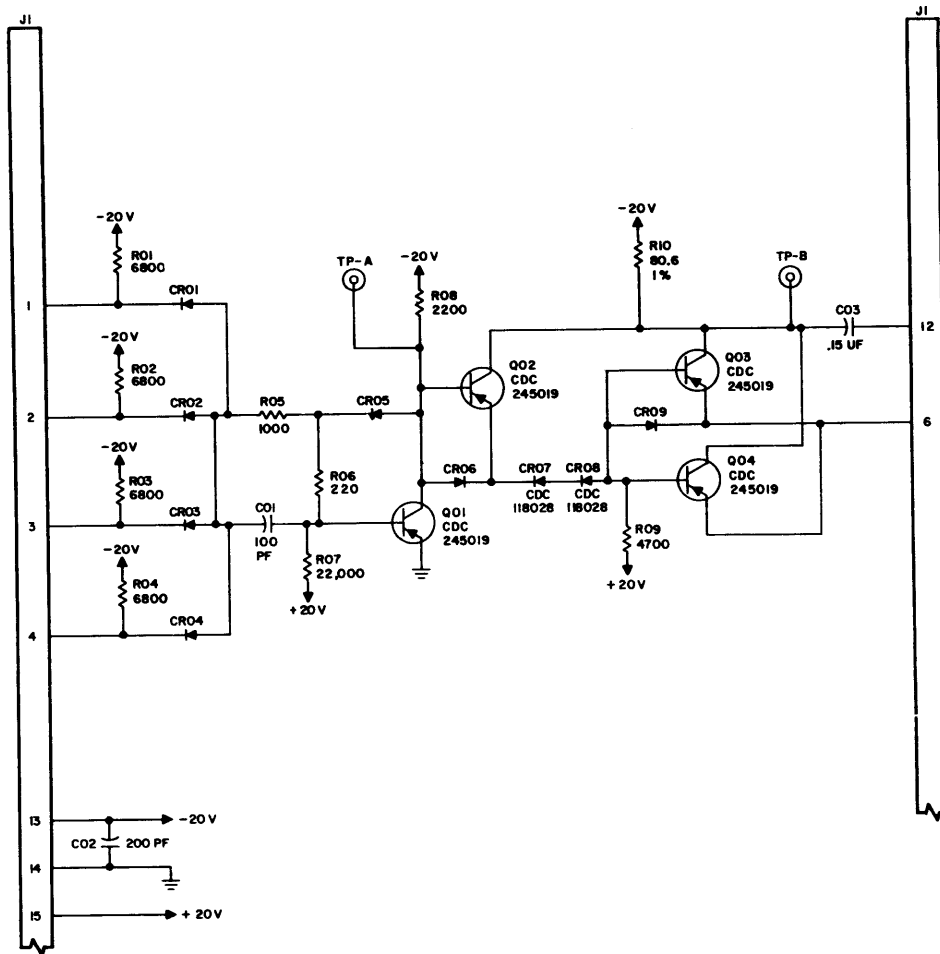 J1
J1
-20V
R01
6800
CR01
1
-20V
R02
6800
CR02
2
-20V
R03
6800
CR03
3
-20V
R04
6800
CR04
4
R05
1000
R06
220
C01
100
PF
R07
22,000
+20V
TP-A
-20V
R08
2200
CR05
Q01
CDC
245019
Q02
CDC
245019
CR06
CR07
CDC
118028
CR08
CDC
118028
-20V
R10
80.6
1%
TP-B
C03
.15 UF
12
Q03
CDC
245019
CR09
6
Q04
CDC
245019
R09
4700
+20V
13
-20V
C02
200 PF
14
15
+20V